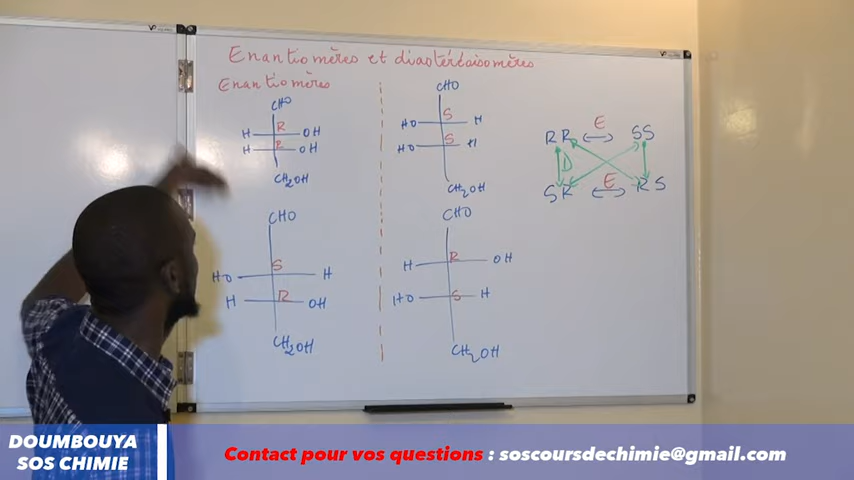 Enantiomères et diastéréoisomères
Enantiomères
CHO
R
H OH
R
H OH
CH2OH
CHO
S
HO H
S
HO H
CH2OH
CHO
S
HO H
R
H OH
CH2OH
CHO
R
H OH
S
HO H
CH2OH
RR E SS
D
SR E RS
DOUMBOUYA
SOS CHIMIE
Contact pour vos questions : soscoursdechimie@gmail.com